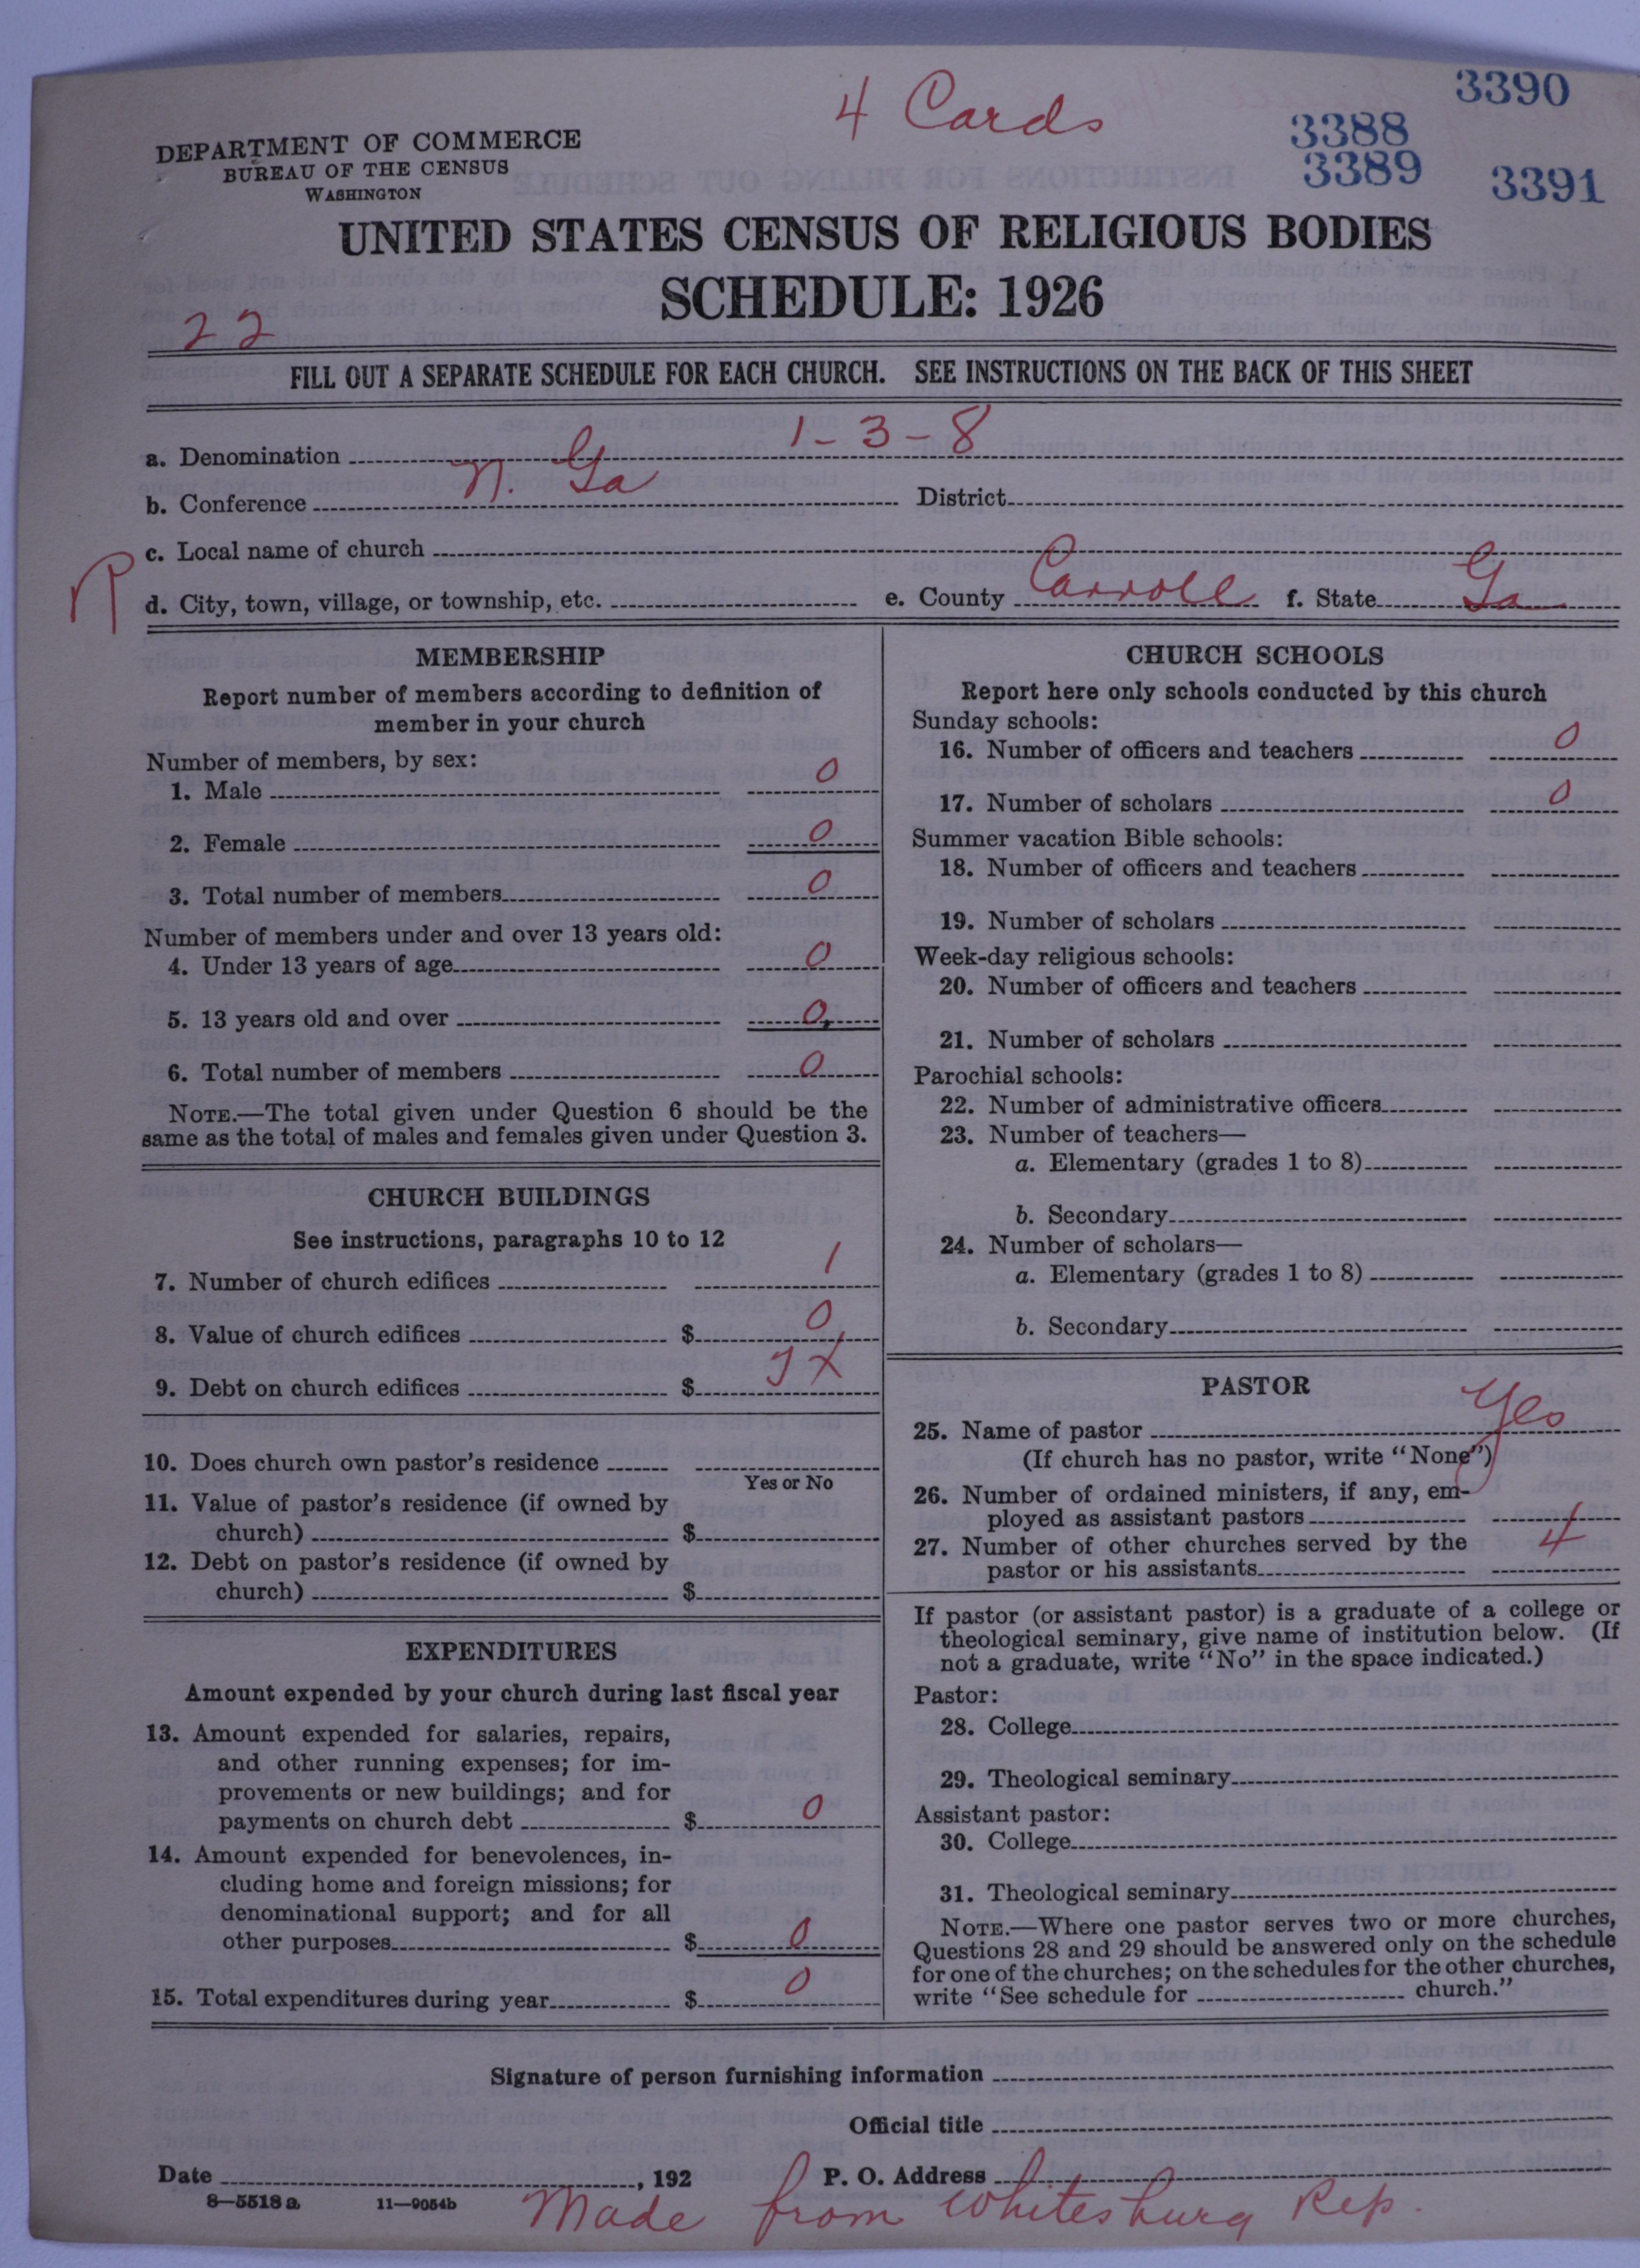 4 Cards
3390
3388
3389
3391
DEPARTMENT OF COMMERCE
BUREAU OF THE CENSUS
WASHINGTON
UNITED STATES CENSUS OF RELIGIOUS BODIES
SCHEDULE: 1926
22
FILL OUT A SEPARATE SCHEDULE FOR EACH CHURCH. SEE INSTRUCTIONS ON THE BACK OF THIS SHEET
a. Denomination 1-3-8
b. Conference N. Ga District
c. Local name of church
R
d. City, town, village, or township, etc. e. County Carroll f. State Ga
MEMBERSHIP
Report number of members according to definition of
member in your church
Number of members, by sex:
1. Male 0
2. Female 0
3. Total number of members 0
Number of members under and over 13 years old:
4. Under 13 years of age 0
5. 13 years old and over 0
6. Total number of members 0
NOTE.—The total given under Question 6 should be the
same as the total of males and females given under Question 3.
CHURCH BUILDINGS
See instructions, paragraphs 10 to 12
7. Number of church edifices 1
8. Value of church edifices $ 0
9. Debt on church edifices $
10. Does church own pastor's residence
Yes or No
11. Value of pastor's residence (if owned by
church) $
12. Debt on pastor's residence (if owned by
church) $
EXPENDITURES
Amount expended by your church during last fiscal year
13. Amount expended for salaries, repairs,
and other running expenses; for im-
provements or new buildings; and for
payments on church debt $ 0
14. Amount expended for benevolences, in-
cluding home and foreign missions; for
denominational support; and for all
other purposes $ 0
15. Total expenditures during year $ 0
CHURCH SCHOOLS
Report here only schools conducted by this church
Sunday schools:
16. Number of officers and teachers 0
17. Number of scholars 0
Summer vacation Bible schools:
18. Number of officers and teachers
19. Number of scholars
Week-day religious schools:
20. Number of officers and teachers
21. Number of scholars
Parochial schools:
22. Number of administrative officers
23. Number of teachers—
a. Elementary (grades 1 to 8)
b. Secondary
24. Number of scholars—
a. Elementary (grades 1 to 8)
b. Secondary
PASTOR
25. Name of pastor Yes
(If church has no pastor, write "None")
26. Number of ordained ministers, if any, em-
ployed as assistant pastors
27. Number of other churches served by the 4
pastor or his assistants
If pastor (or assistant pastor) is a graduate of a college or
theological seminary, give name of institution below. (If
not a graduate, write "No" in the space indicated.)
Pastor:
28. College
29. Theological seminary
Assistant pastor:
30. College
31. Theological seminary
NOTE.—Where one pastor serves two or more churches,
Questions 28 and 29 should be answered only on the schedule
for one of the churches; on the schedules for the other churches,
write "See schedule for church."
Signature of person furnishing information
Official title
Date , 192 P. O. Address
8—5518 a 11—9054b
Made from Whitesburg Rep.